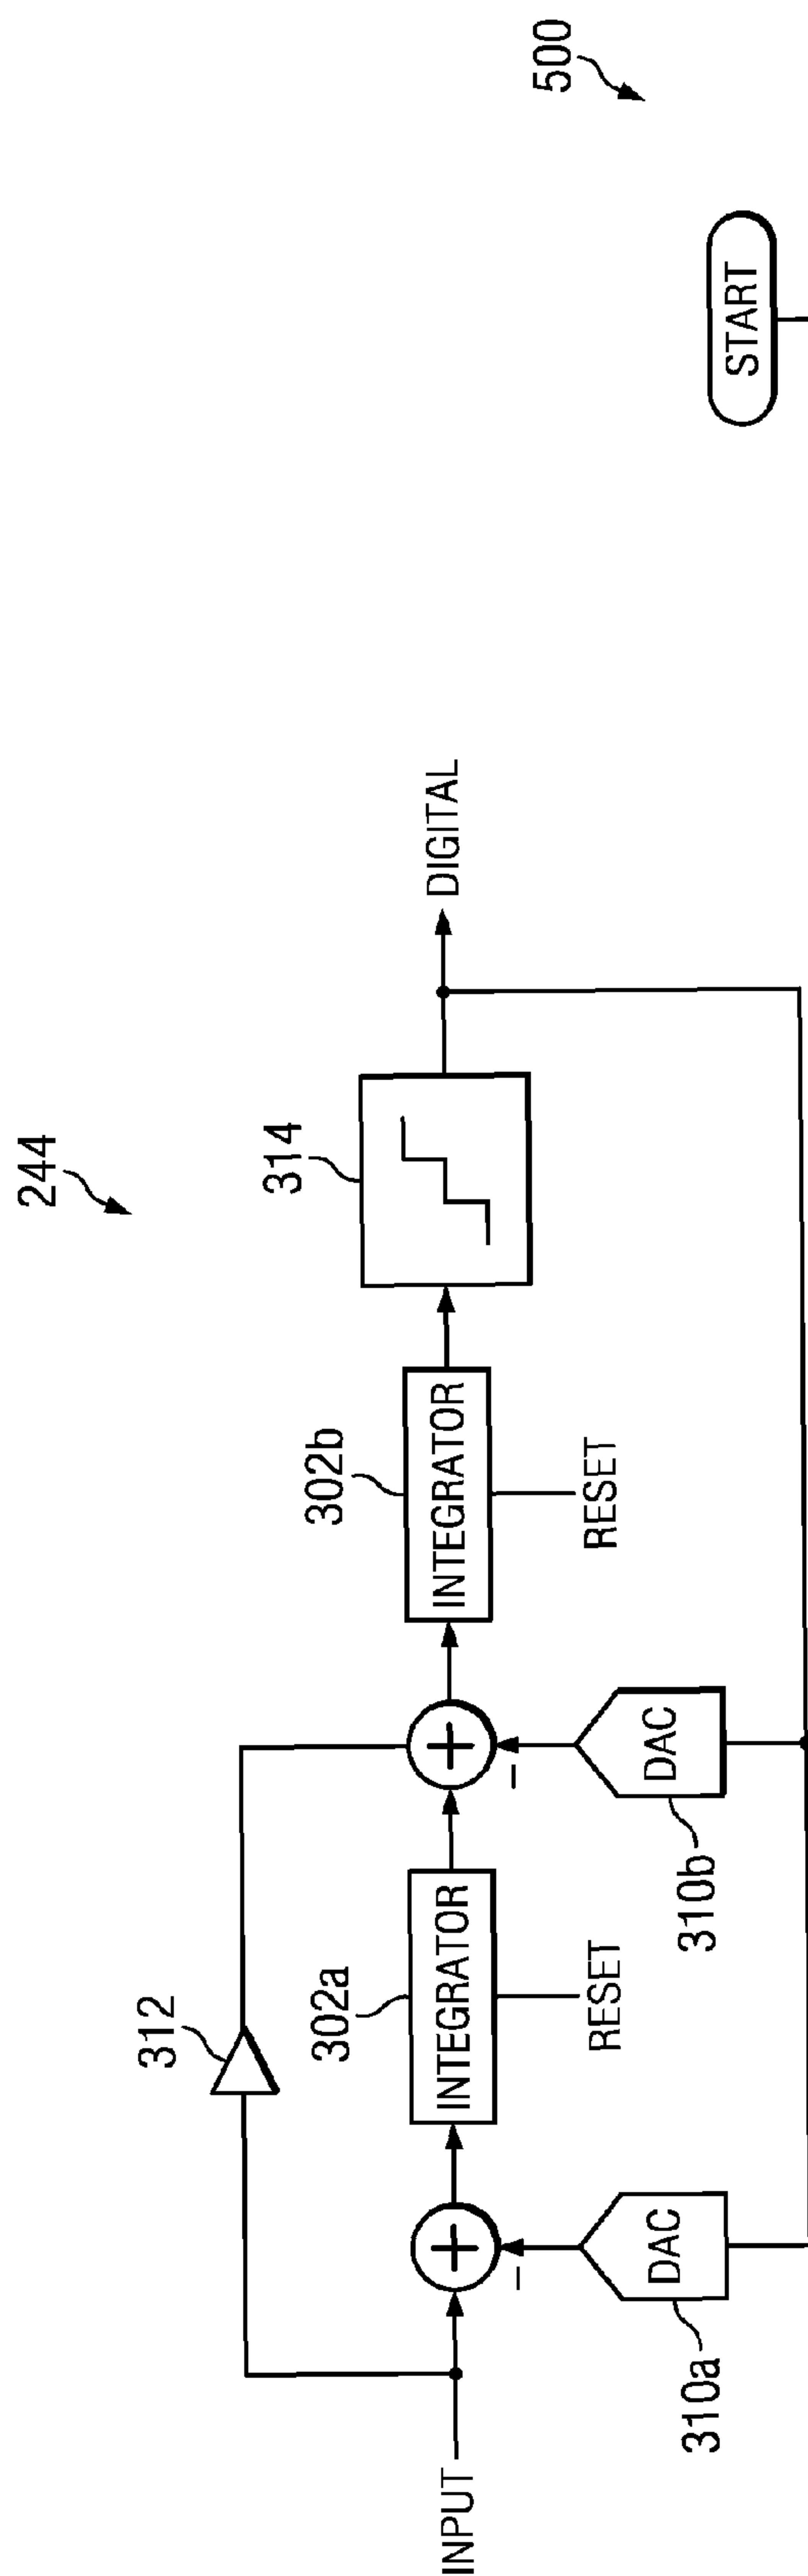 244
312
302a
302b
314
INPUT
+
INTEGRATOR
+
INTEGRATOR
DIGITAL
–
RESET
–
RESET
310a
DAC
310b
DAC
500
START